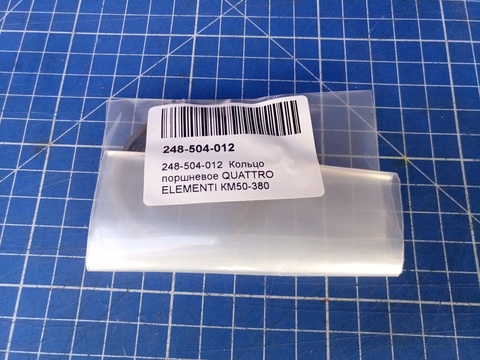 248-504-012
248-504-012 Кольцо
поршневое QUATTRO
ELEMENTI KM50-380